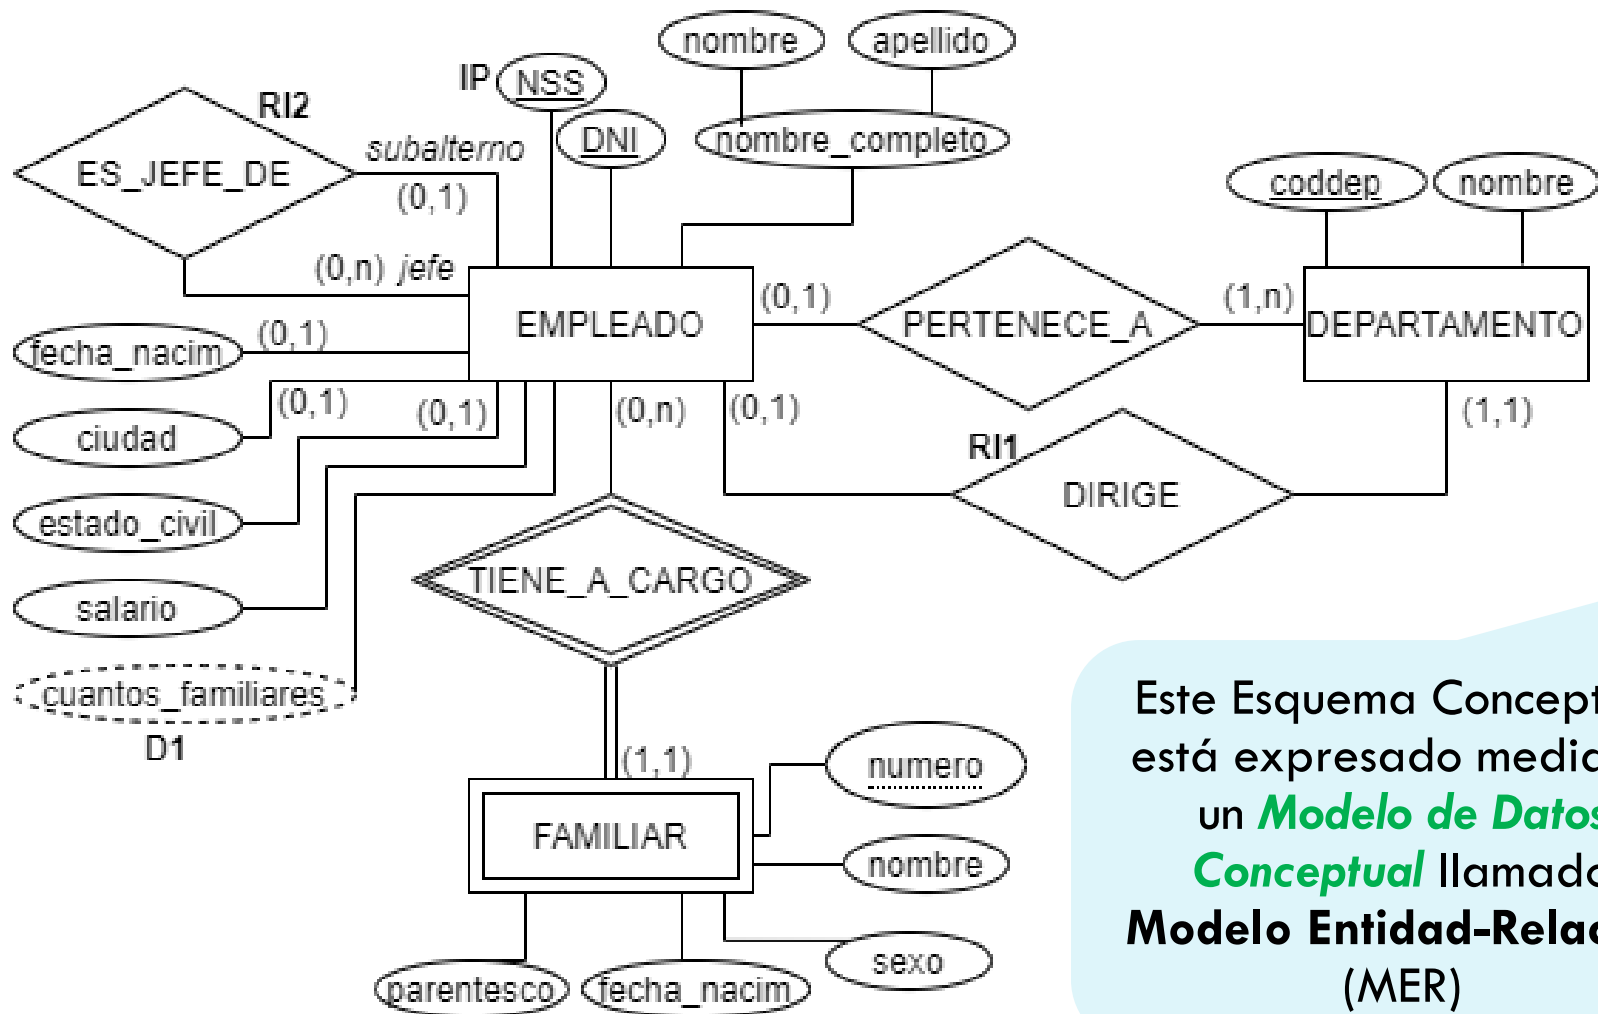 nombre
apellido
IP
NSS
RI2
DNI
nombre_completo
subalterno
ES_JEFE_DE
(0,1)
coddep
nombre
(0,n) jefe
(0,1)
(1,n)
EMPLEADO
PERTENECE_A
DEPARTAMENTO
(0,1)
fecha_nacim
(0,1)
(0,1)
(0,n)
(0,1)
(1,1)
ciudad
RI1
DIRIGE
estado_civil
TIENE_A_CARGO
salario
cuantos_familiares
D1
(1,1)
numero
FAMILIAR
nombre
sexo
parentesco
fecha_nacim
Este Esquema Concept
está expresado media
un Modelo de Datos
Conceptual llamado
Modelo Entidad-Relac
(MER)